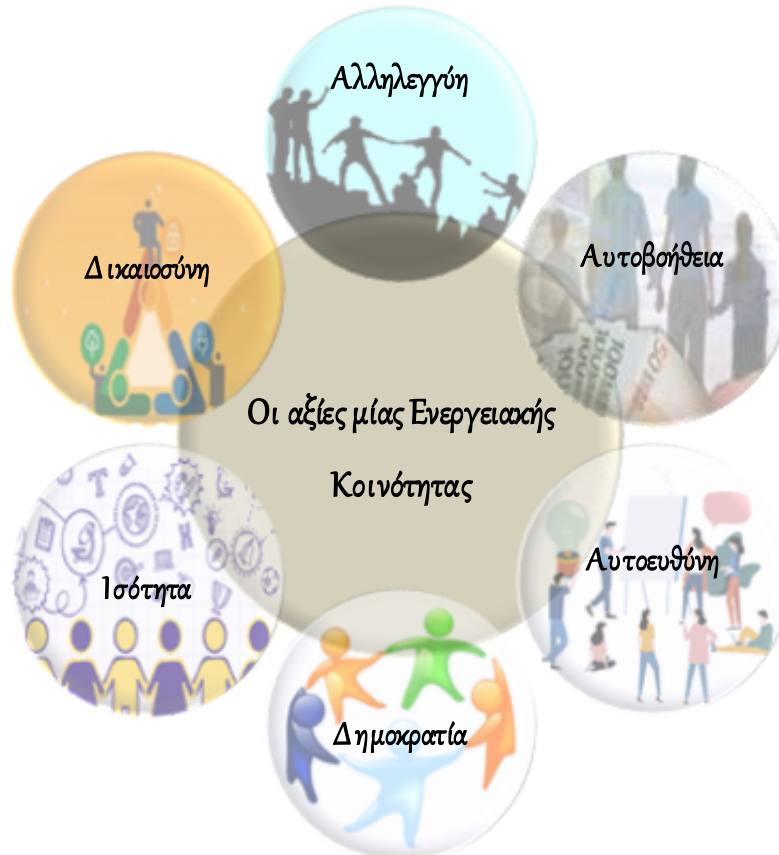 Αλληλεγγύη
Αυτοβοήθεια
Αυτοευθύνη
Δημοκρατία
Ισότητα
Δικαιοσύνη
Οι αξίες μίας Ενεργειακής
Κοινότητας